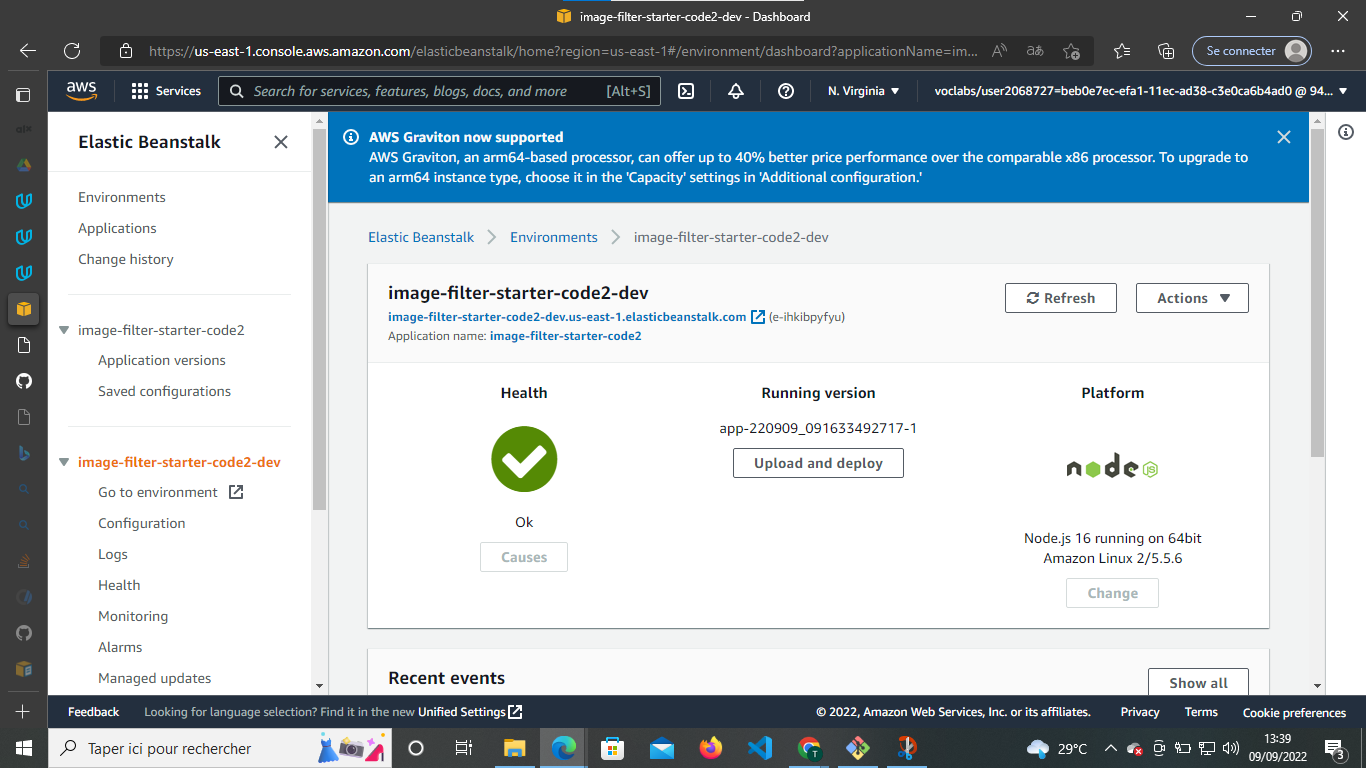 image-filter-starter-code2-dev - Dashboard
https://us-east-1.console.aws.amazon.com/elasticbeanstalk/home?region=us-east-1#/environment/dashboard?applicationName=im...
Se connecter
aws
Services
Search for services, features, blogs, docs, and more
[Alt+S]
N. Virginia
voclabs/user2068727=beb0e7ec-efa1-11ec-ad38-c3e0ca6b4ad0 @ 94...
Elastic Beanstalk
Environments
Applications
Change history
image-filter-starter-code2
Application versions
Saved configurations
image-filter-starter-code2-dev
Go to environment
Configuration
Logs
Health
Monitoring
Alarms
Managed updates
AWS Graviton now supported
AWS Graviton, an arm64-based processor, can offer up to 40% better price performance over the comparable x86 processor. To upgrade to
an arm64 instance type, choose it in the 'Capacity' settings in 'Additional configuration.'
Elastic Beanstalk
Environments
image-filter-starter-code2-dev
image-filter-starter-code2-dev
image-filter-starter-code2-dev.us-east-1.elasticbeanstalk.com (e-ihkibpyfyu)
Application name: image-filter-starter-code2
Refresh
Actions
Health
Ok
Causes
Running version
app-220909_091633492717-1
Upload and deploy
Platform
node JS
Node.js 16 running on 64bit
Amazon Linux 2/5.5.6
Change
Recent events
Show all
Feedback
Looking for language selection? Find it in the new Unified Settings
© 2022, Amazon Web Services, Inc. or its affiliates.
Privacy
Terms
Cookie preferences
Taper ici pour rechercher
29°C
13:39
09/09/2022
3